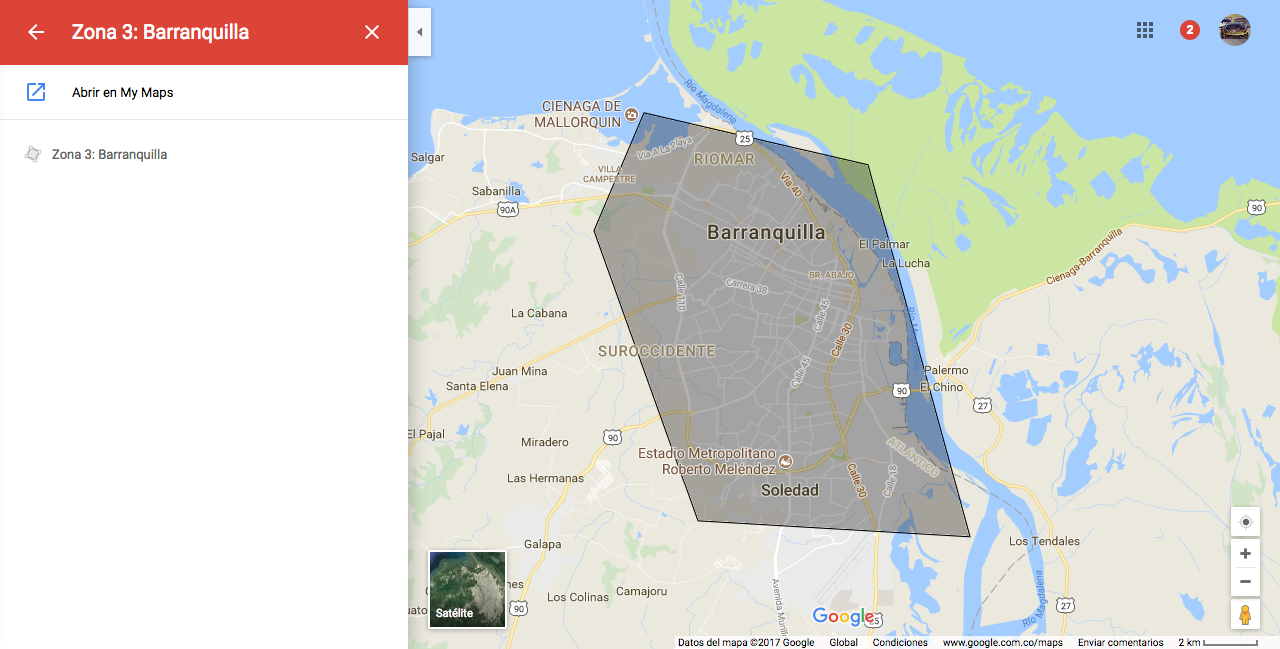 Zona 3: Barranquilla
Abrir en My Maps
Zona 3: Barranquilla
2
CIENAGA DE
MALLORQUIN
Río Magdalena
25
Salgar
Vía A La Playa
RIOMAR
VILLA
CAMPESTRE
Vía 40
Sabanilla
90A
90
Barranquilla
El Palmar
La Lucha
Cienaga-Barranquilla
BR. ABAJO
Calle 110
Carrera 38
Calle 45
La Cabana
Calle 30
SUROCCIDENTE
Juan Mina
Santa Elena
Calle 45
Palermo
El Chino
90
27
El Pajal
Miradero
90
ATLÁNTICO
Estadio Metropolitano
Roberto Meléndez
Las Hermanas
Calle 30
Calle 18
Soledad
Galapa
Los Tendales
Camajoru
Los Colinas
90
Avenida Murillo
Río Magdalena
27
25
Satélite
Google
Datos del mapa ©2017 Google Global Condiciones www.google.com.co/maps Enviar comentarios 2 km